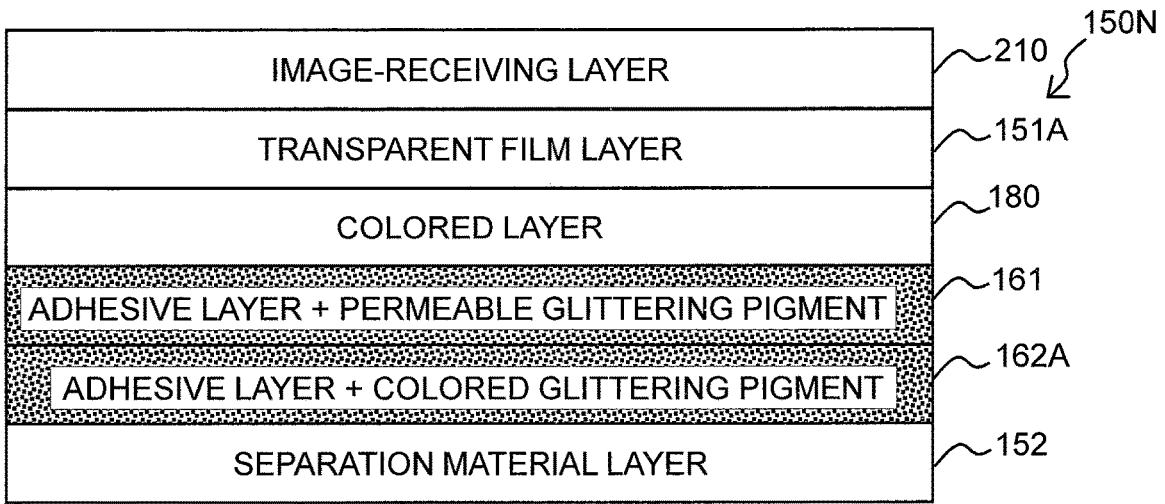 150N
IMAGE-RECEIVING LAYER 210
TRANSPARENT FILM LAYER 151A
COLORED LAYER 180
ADHESIVE LAYER + PERMEABLE GLITTERING PIGMENT 161
ADHESIVE LAYER + COLORED GLITTERING PIGMENT 162A
SEPARATION MATERIAL LAYER 152